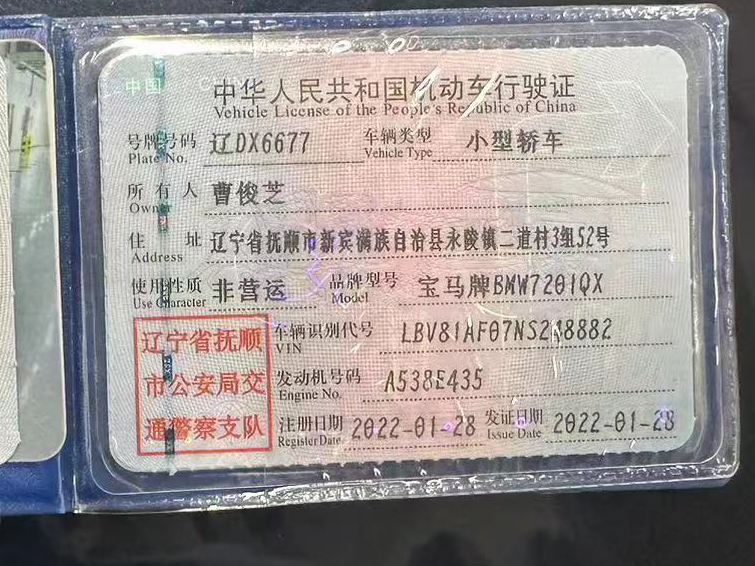 中国
中华人民共和国机动车行驶证
Vehicle License of the People's Republic of China
号牌号码 辽DX6677 车辆类型 小型轿车
Plate No. Vehicle Type
所有人 曹俊芝
Owner
住址 辽宁省抚顺市新宾满族自治县永陵镇二道村3组52号
Address
使用性质 非营运 品牌型号 宝马牌BMW7201QX
Use Character Model
辽宁省抚顺
市公安局交
通警察支队
车辆识别代号 LBV81AF07NS248882
VIN
发动机号码 A538E435
Engine No.
注册日期 2022-01-28 发证日期 2022-01-28
Register Date Issue Date